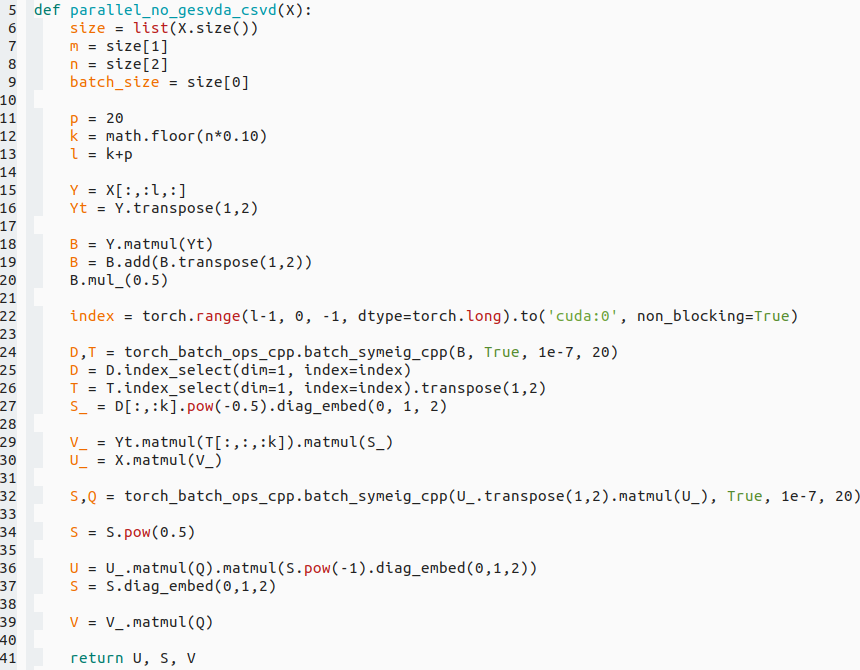 5 def parallel_no_gesvda_csvd(X):
6     size = list(X.size())
7     m = size[1]
8     n = size[2]
9     batch_size = size[0]
10
11     p = 20
12     k = math.floor(n*0.10)
13     l = k+p
14
15     Y = X[:,:l,:]
16     Yt = Y.transpose(1,2)
17
18     B = Y.matmul(Yt)
19     B = B.add(B.transpose(1,2))
20     B.mul_(0.5)
21
22     index = torch.range(l-1, 0, -1, dtype=torch.long).to('cuda:0', non_blocking=True)
23
24     D,T = torch_batch_ops_cpp.batch_symeig_cpp(B, True, 1e-7, 20)
25     D = D.index_select(dim=1, index=index)
26     T = T.index_select(dim=1, index=index).transpose(1,2)
27     S_ = D[:,:k].pow(-0.5).diag_embed(0, 1, 2)
28
29     V_ = Yt.matmul(T[:,:,:k]).matmul(S_)
30     U_ = X.matmul(V_)
31
32     S,Q = torch_batch_ops_cpp.batch_symeig_cpp(U_.transpose(1,2).matmul(U_), True, 1e-7, 20)
33
34     S = S.pow(0.5)
35
36     U = U_.matmul(Q).matmul(S.pow(-1).diag_embed(0,1,2))
37     S = S.diag_embed(0,1,2)
38
39     V = V_.matmul(Q)
40
41     return U, S, V